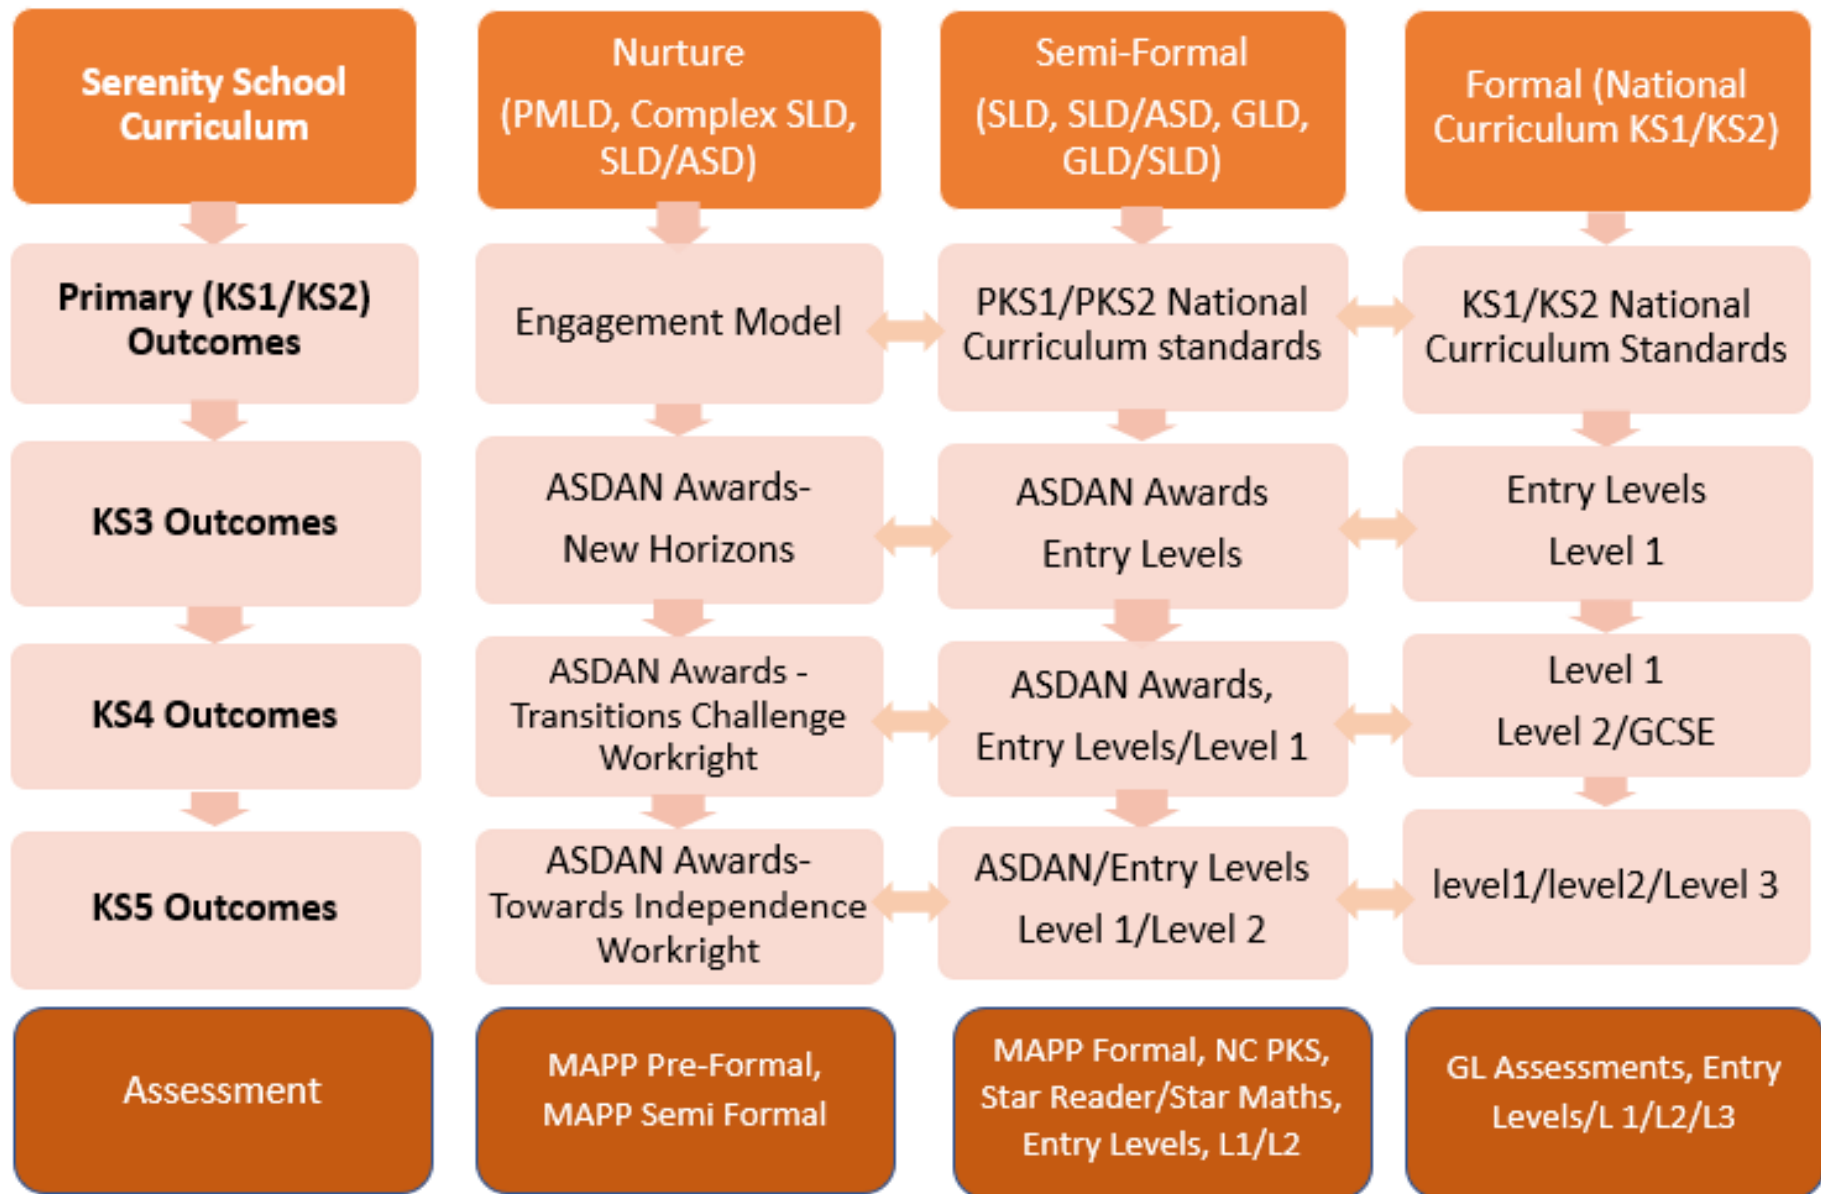 Serenity School
Curriculum
Nurture
(PMLD, Complex SLD,
SLD/ASD)
Semi-Formal
(SLD, SLD/ASD, GLD,
GLD/SLD)
Formal (National
Curriculum KS1/KS2)
Primary (KS1/KS2)
Outcomes
Engagement Model
PKS1/PKS2 National
Curriculum standards
KS1/KS2 National
Curriculum Standards
KS3 Outcomes
ASDAN Awards-
New Horizons
ASDAN Awards
Entry Levels
Entry Levels
Level 1
KS4 Outcomes
ASDAN Awards -
Transitions Challenge
Workright
ASDAN Awards,
Entry Levels/Level 1
Level 1
Level 2/GCSE
KS5 Outcomes
ASDAN Awards-
Towards Independence
Workright
ASDAN/Entry Levels
Level 1/Level 2
level1/level2/Level 3
Assessment
MAPP Pre-Formal,
MAPP Semi Formal
MAPP Formal, NC PKS,
Star Reader/Star Maths,
Entry Levels, L1/L2
GL Assessments, Entry
Levels/L 1/L2/L3